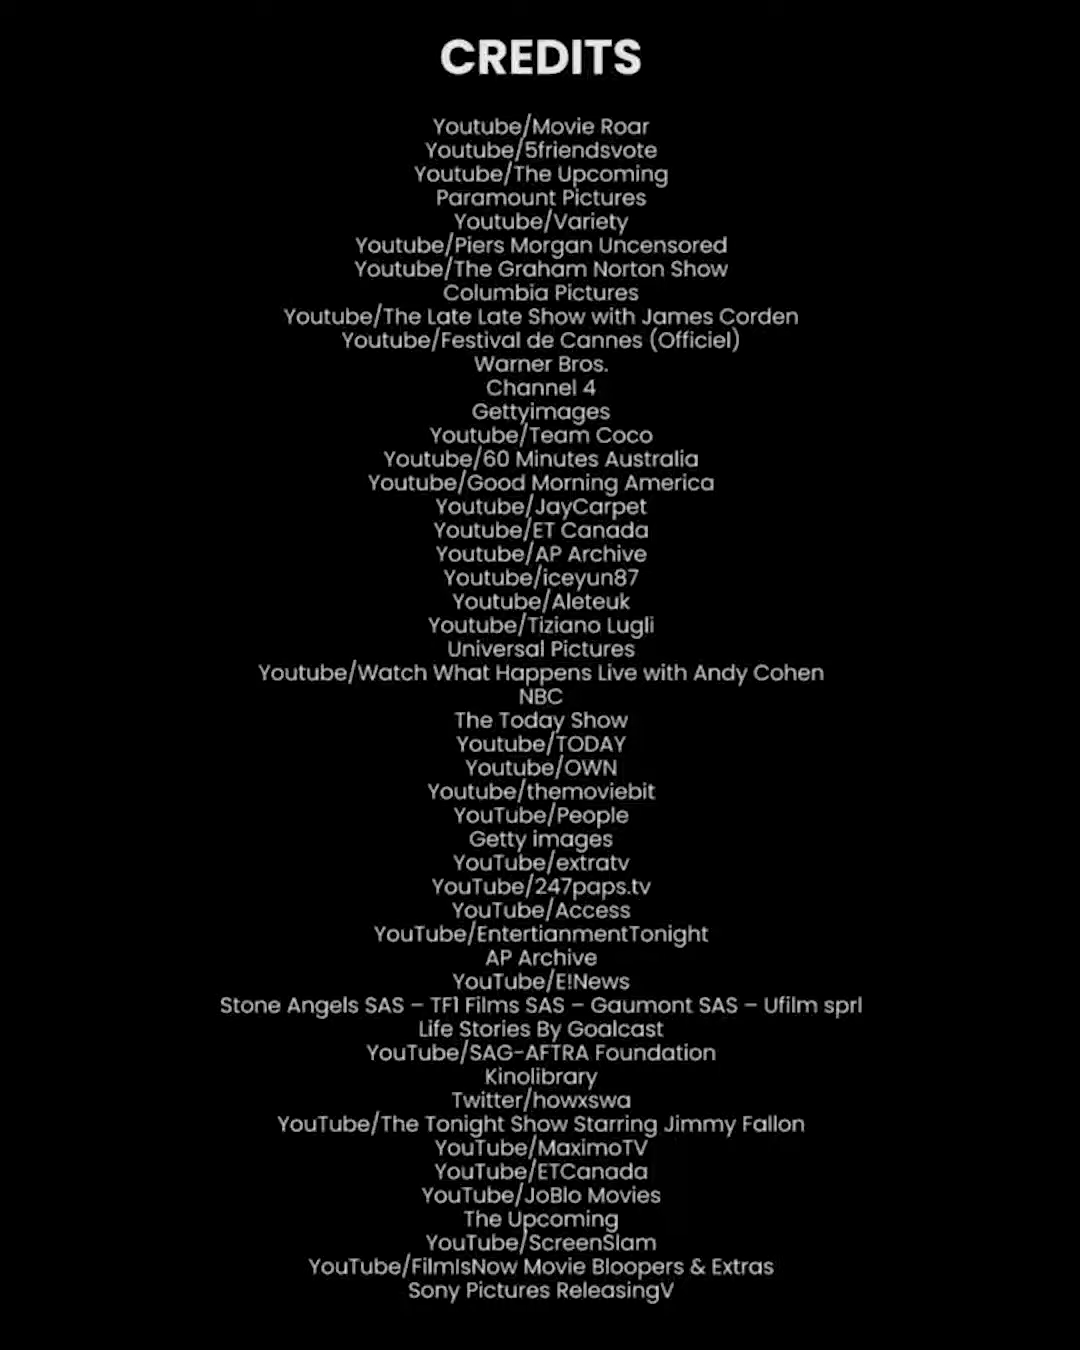 CREDITS
Youtube/Movie Roar
Youtube/5friendsvote
Youtube/The Upcoming
Paramount Pictures
Youtube/Variety
Youtube/Piers Morgan Uncensored
Youtube/The Graham Norton Show
Columbia Pictures
Youtube/The Late Late Show with James Corden
Youtube/Festival de Cannes (Officiel)
Warner Bros.
Channel 4
Gettyimages
Youtube/Team Coco
Youtube/60 Minutes Australia
Youtube/Good Morning America
Youtube/JayCarpet
Youtube/ET Canada
Youtube/AP Archive
Youtube/iceyun87
Youtube/Aleteuk
Youtube/Tiziano Lugli
Universal Pictures
Youtube/Watch What Happens Live with Andy Cohen
NBC
The Today Show
Youtube/TODAY
Youtube/OWN
Youtube/themoviebit
YouTube/People
Getty images
YouTube/extratv
YouTube/247paps.tv
YouTube/Access
YouTube/EntertianmentTonight
AP Archive
YouTube/E!News
Stone Angels SAS – TF1 Films SAS – Gaumont SAS – Ufilm sprl
Life Stories By Goalcast
YouTube/SAG-AFTRA Foundation
Kinolibrary
Twitter/howxswa
YouTube/The Tonight Show Starring Jimmy Fallon
YouTube/MaximoTV
YouTube/ETCanada
YouTube/JoBlo Movies
The Upcoming
YouTube/ScreenSlam
YouTube/FilmIsNow Movie Bloopers & Extras
Sony Pictures ReleasingV